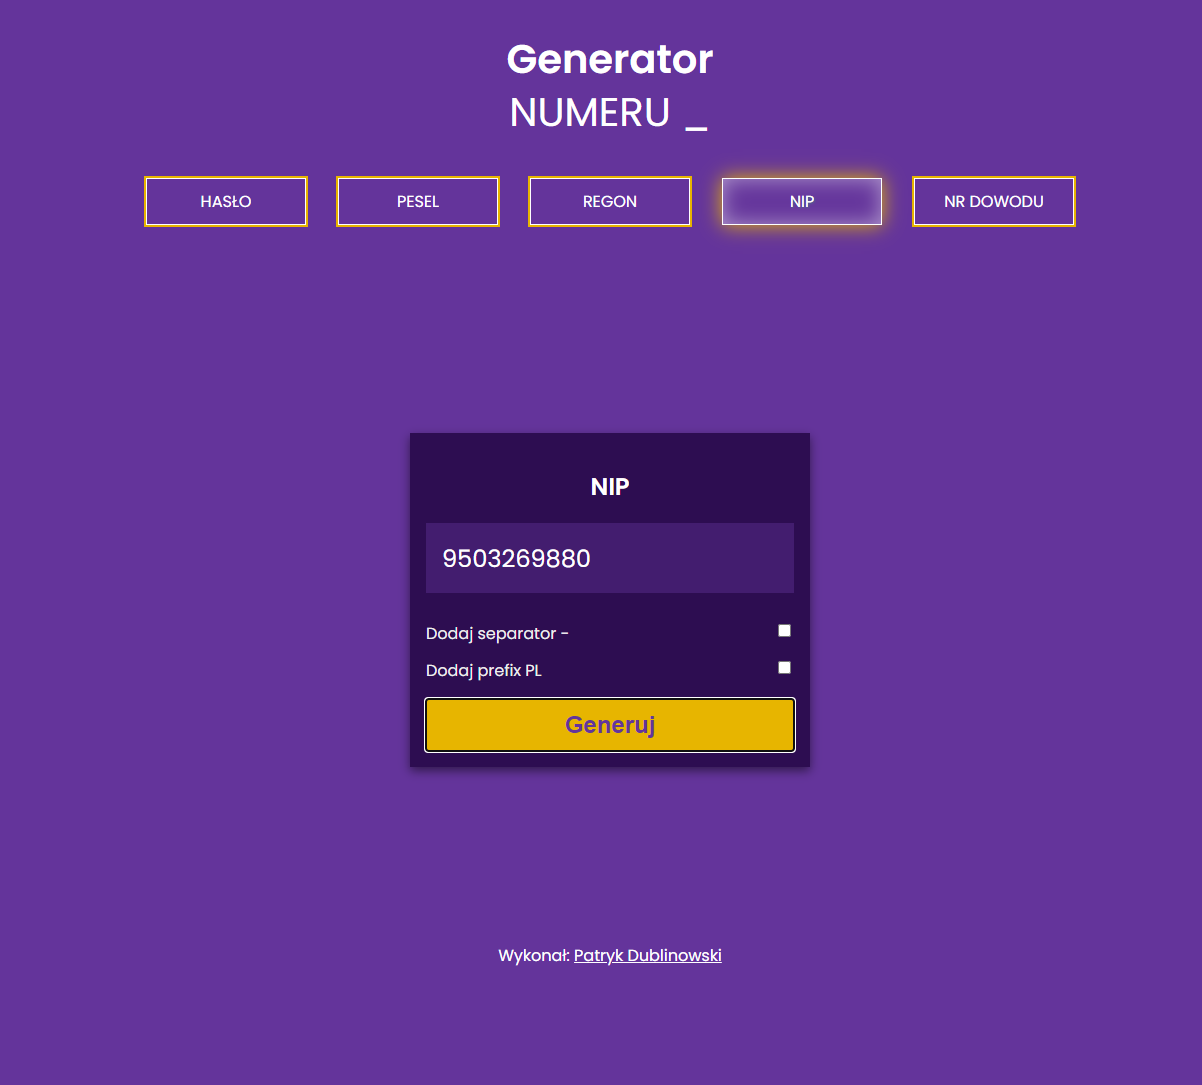 Generator
NUMERU _
HASŁO
PESEL
REGON
NIP
NR DOWODU
NIP
9503269880
Dodaj separator -
Dodaj prefix PL
Generuj
Wykonał: Patryk Dublinowski